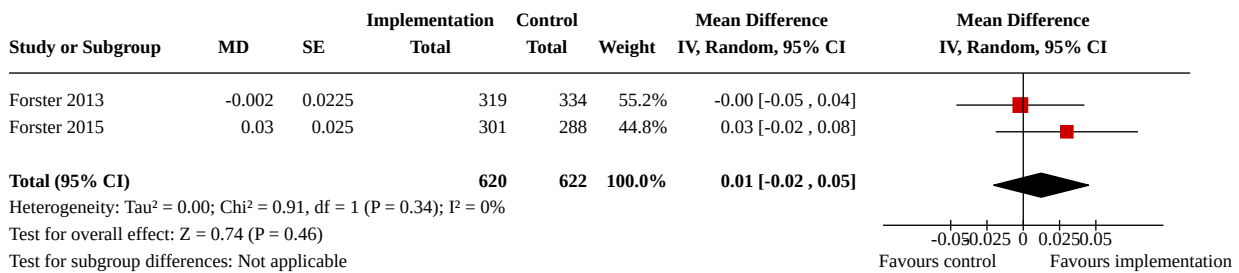 Implementation Control Mean Difference Mean Difference
Study or Subgroup MD SE Total Total Weight IV, Random, 95% CI IV, Random, 95% CI
Forster 2013 -0.002 0.0225 319 334 55.2% -0.00 [-0.05 , 0.04]
Forster 2015 0.03 0.025 301 288 44.8% 0.03 [-0.02 , 0.08]
Total (95% CI) 620 622 100.0% 0.01 [-0.02 , 0.05]
Heterogeneity: Tau² = 0.00; Chi² = 0.91, df = 1 (P = 0.34); I² = 0%
Test for overall effect: Z = 0.74 (P = 0.46) -0.05 -0.025 0 0.025 0.05
Test for subgroup differences: Not applicable Favours control Favours implementation